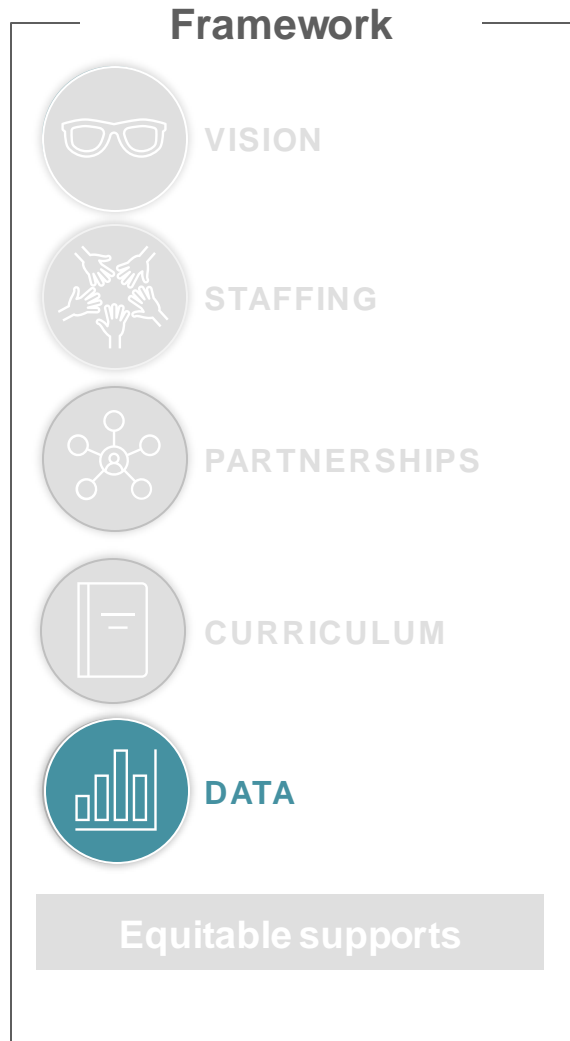 Framework
VISION
STAFFING
PARTNERSHIPS
CURRICULUM
DATA
Equitable supports